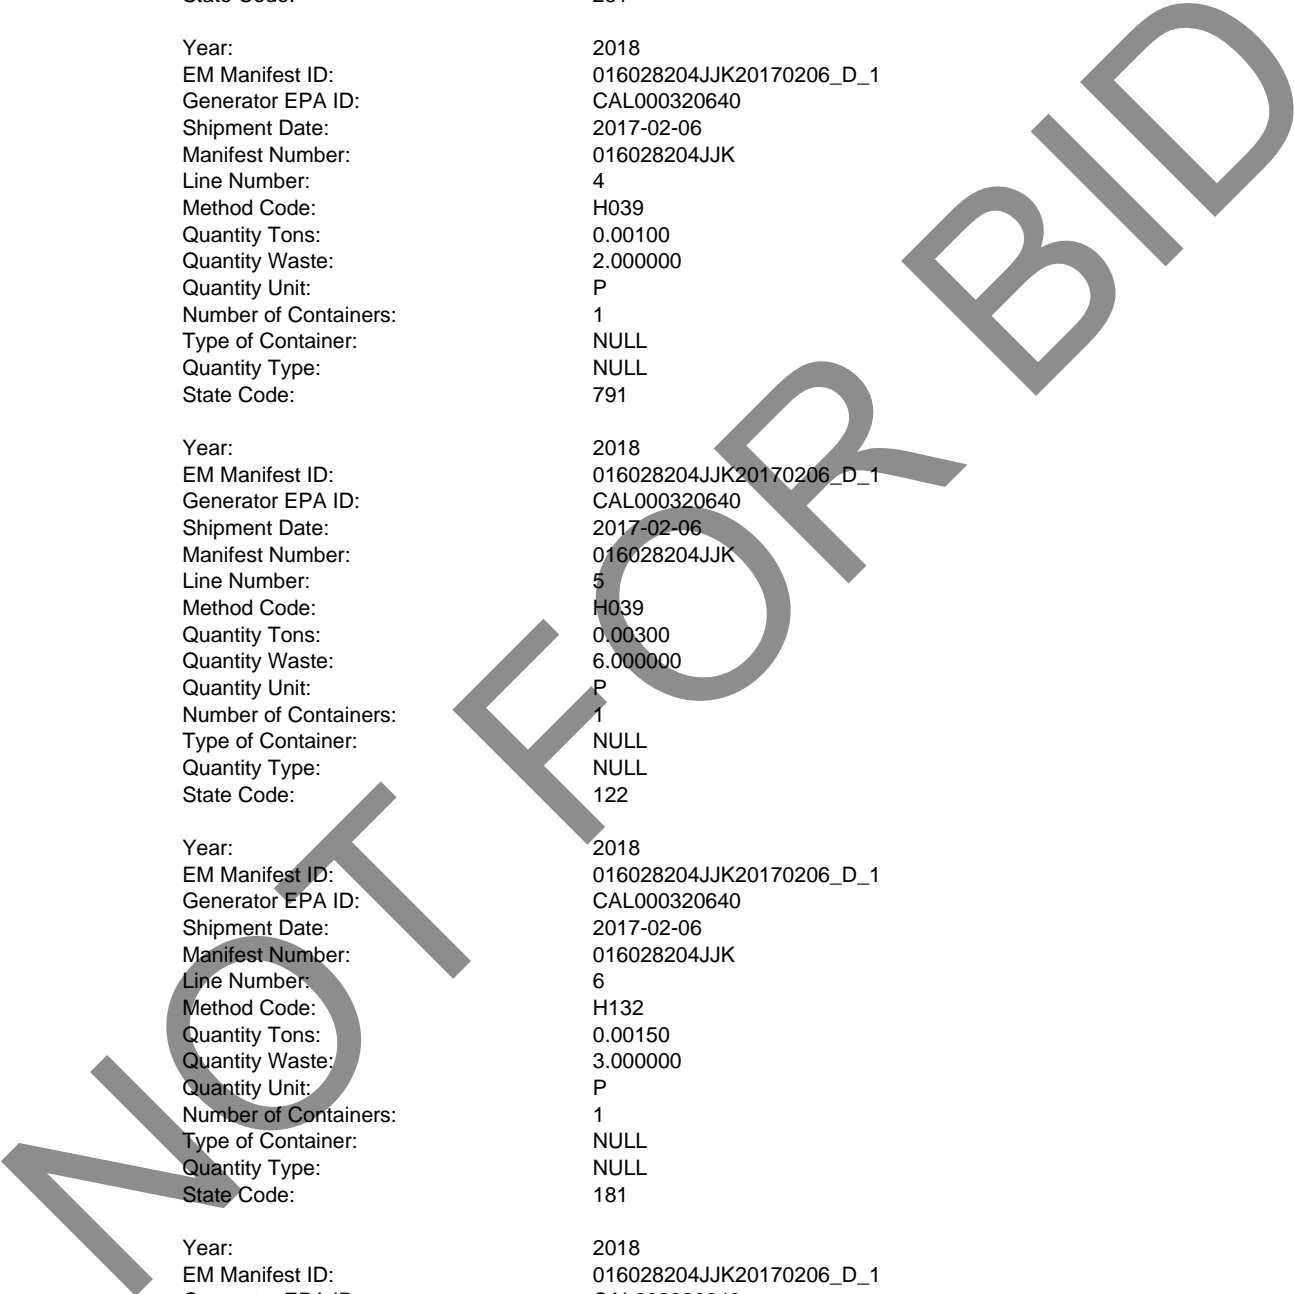 Year: 2018
EM Manifest ID: 016028204JJK20170206_D_1
Generator EPA ID: CAL000320640
Shipment Date: 2017-02-06
Manifest Number: 016028204JJK
Line Number: 4
Method Code: H039
Quantity Tons: 0.00100
Quantity Waste: 2.000000
Quantity Unit: P
Number of Containers: 1
Type of Container: NULL
Quantity Type: NULL
State Code: 791
Year: 2018
EM Manifest ID: 016028204JJK20170206_D_1
Generator EPA ID: CAL000320640
Shipment Date: 2017-02-06
Manifest Number: 016028204JJK
Line Number: 5
Method Code: H039
Quantity Tons: 0.00300
Quantity Waste: 6.000000
Quantity Unit: P
Number of Containers: 1
Type of Container: NULL
Quantity Type: NULL
State Code: 122
Year: 2018
EM Manifest ID: 016028204JJK20170206_D_1
Generator EPA ID: CAL000320640
Shipment Date: 2017-02-06
Manifest Number: 016028204JJK
Line Number: 6
Method Code: H132
Quantity Tons: 0.00150
Quantity Waste: 3.000000
Quantity Unit: P
Number of Containers: 1
Type of Container: NULL
Quantity Type: NULL
State Code: 181
Year: 2018
EM Manifest ID: 016028204JJK20170206_D_1
NOT FOR BID